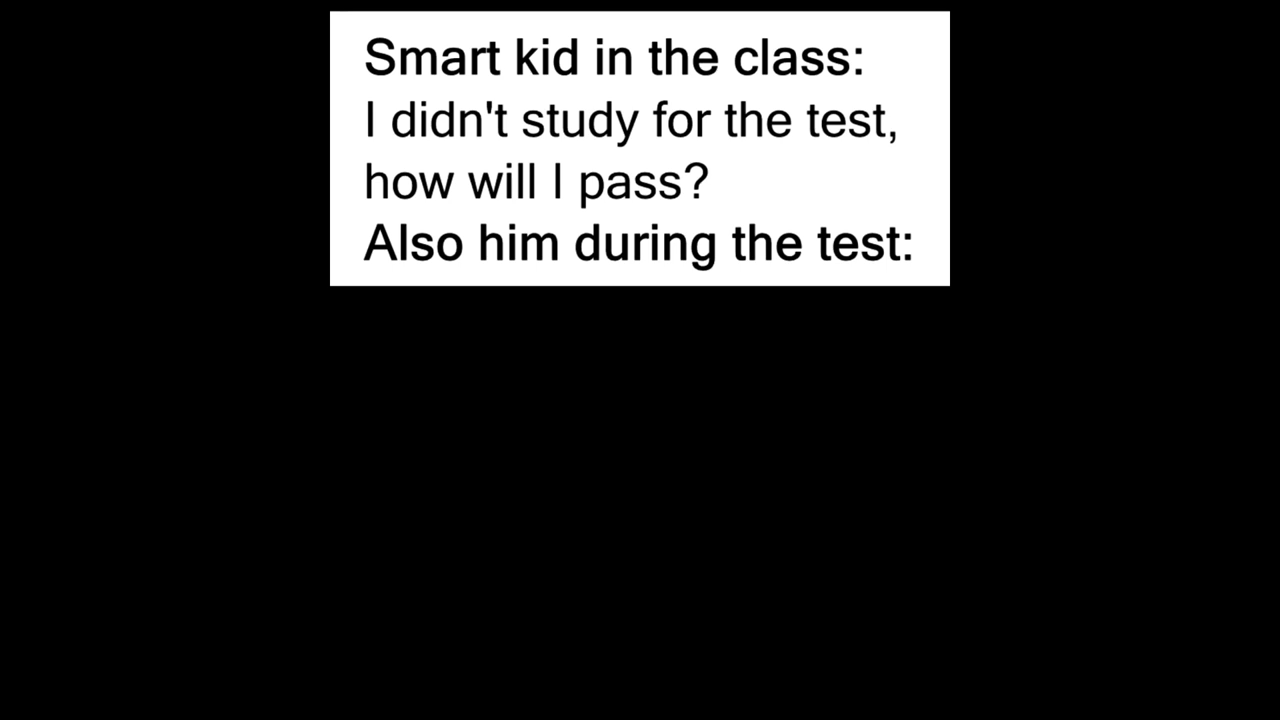 Smart kid in the class:
I didn't study for the test,
how will I pass?
Also him during the test: